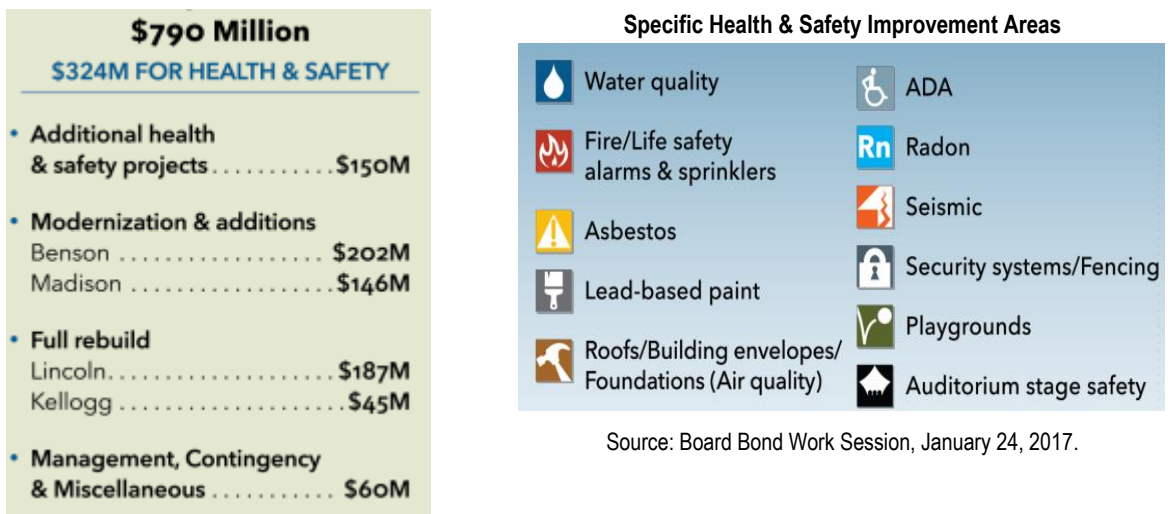 $790 Million
$324M FOR HEALTH & SAFETY
• Additional health
& safety projects . . . . . . . . . . . $150M
• Modernization & additions
Benson . . . . . . . . . . . . . . . . . . $202M
Madison . . . . . . . . . . . . . . . . . . $146M
• Full rebuild
Lincoln. . . . . . . . . . . . . . . . . . . . $187M
Kellogg . . . . . . . . . . . . . . . . . . . . $45M
• Management, Contingency
& Miscellaneous . . . . . . . . . . . $60M
Specific Health & Safety Improvement Areas
Water quality
Fire/Life safety
alarms & sprinklers
Asbestos
Lead-based paint
Roofs/Building envelopes/
Foundations (Air quality)
ADA
Rn Radon
Seismic
Security systems/Fencing
Playgrounds
Auditorium stage safety
Source: Board Bond Work Session, January 24, 2017.